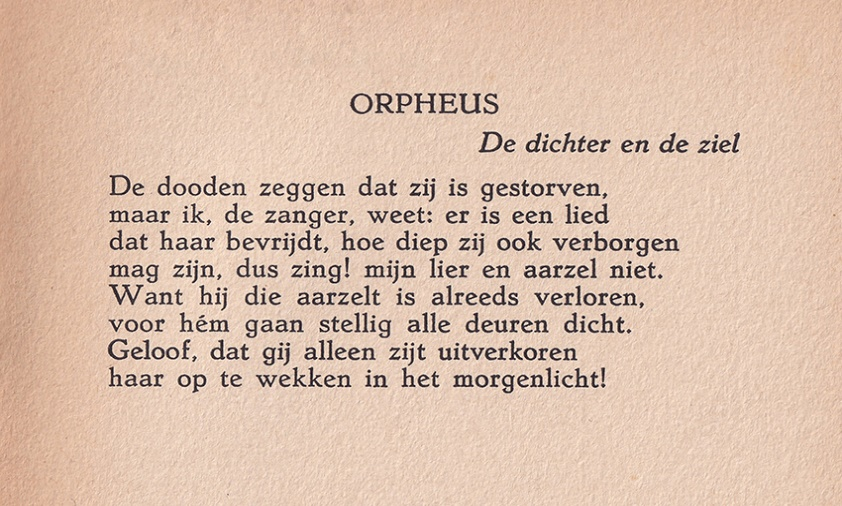 ORPHEUS
De dichter en de ziel
De dooden zeggen dat zij is gestorven,
maar ik, de zanger, weet: er is een lied
dat haar bevrijdt, hoe diep zij ook verborgen
mag zijn, dus zing! mijn lier en aarzel niet.
Want hij die aarzelt is alreeds verloren,
voor hém gaan stellig alle deuren dicht.
Geloof, dat gij alleen zijt uitverkoren
haar op te wekken in het morgenlicht!